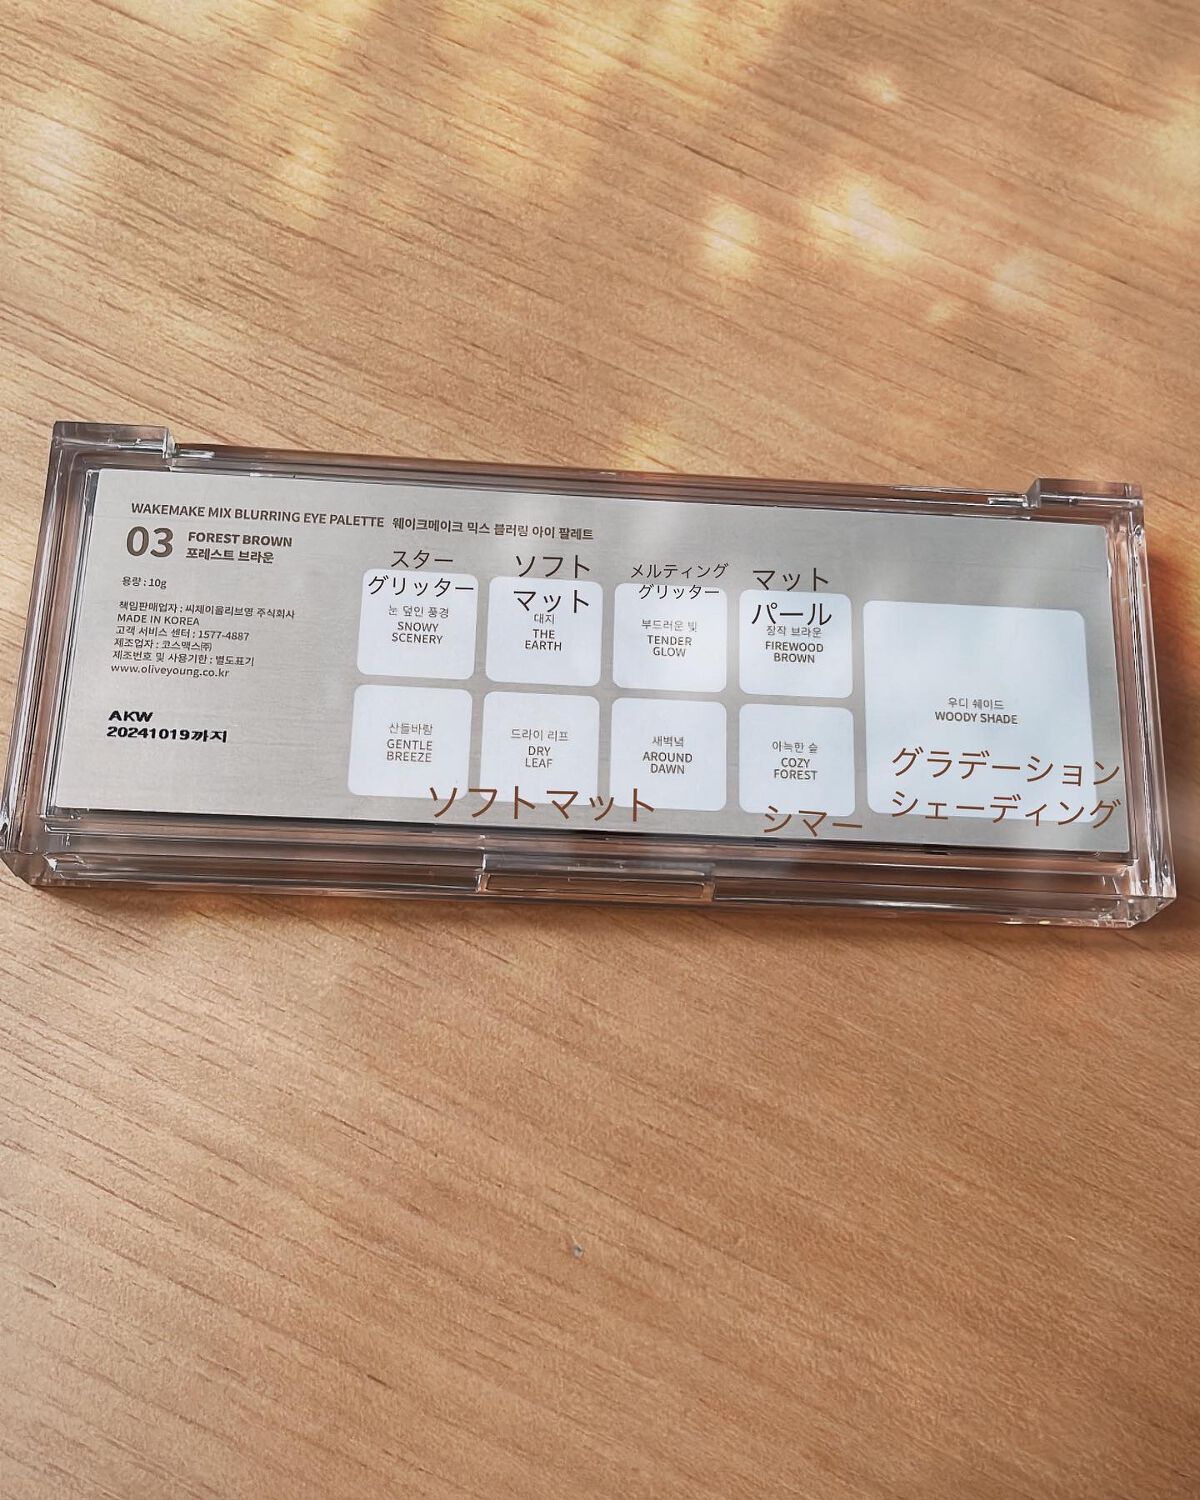 WAKEMAKE MIX BLURRING EYE PALETTE 웨이크메이크 믹스 블러링 아이 팔레트
03 FOREST BROWN
포레스트 브라운
용량 : 10g
책임판매업자 : 씨제이올리브영 주식회사
MADE IN KOREA
고객 서비스 센터 : 1577-4887
제조업자 : 코스맥스㈜
제조번호 및 사용기한 : 별도표기
www.oliveyoung.co.kr
AKW
20241019까지
スター
グリッター
눈 덮인 풍경
SNOWY
SCENERY
ソフト
マット
대지
THE
EARTH
メルティング
グリッター
부드러운 빛
TENDER
GLOW
マット
パール
장작 브라운
FIREWOOD
BROWN
산들바람
GENTLE
BREEZE
드라이 리프
DRY
LEAF
새벽녘
AROUND
DAWN
ソフトマット
아늑한 숲
COZY
FOREST
シマー
우디 쉐이드
WOODY SHADE
グラデーション
シェーディング